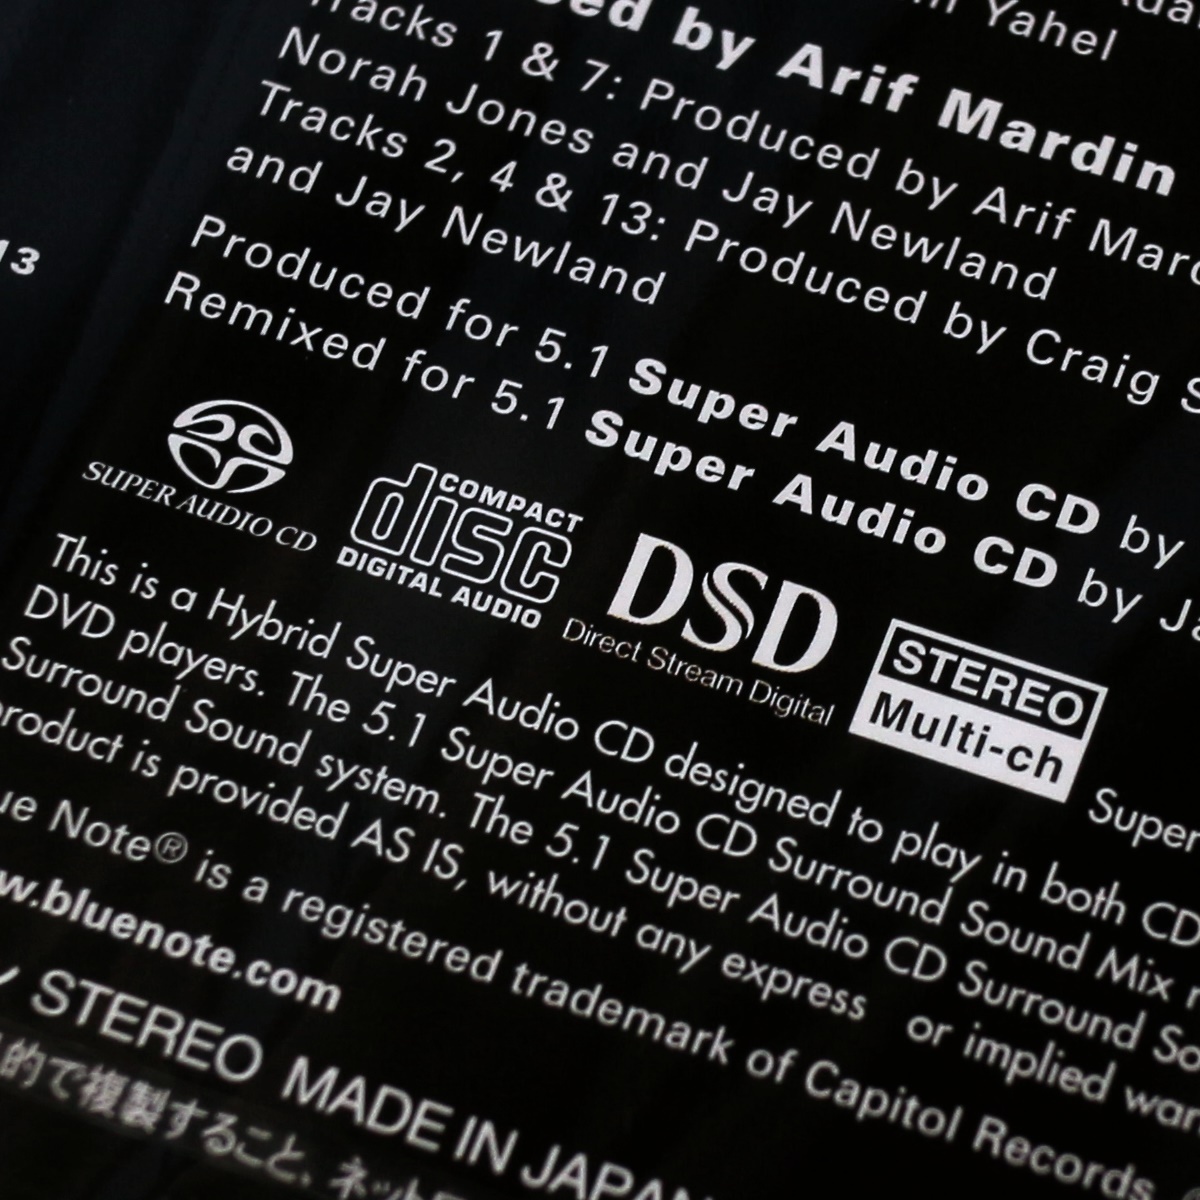 Yahel
by Arif Mardin
Tracks 1 & 7: Produced by Arif
Norah Jones and Jay Newland
Tracks 2, 4 & 13: Produced by Craig
and Jay Newland
13
Produced for 5.1 Super Audio CD by
Remixed for 5.1 Super Audio CD by
SUPER AUDIO CD
COMPACT
disc
DIGITAL AUDIO
DSD
Direct Stream Digital
STEREO
Multi-ch
Super
This is a Hybrid Super Audio CD designed to play in both CD
DVD players. The 5.1 Super Audio CD Surround Sound Mix
Surround Sound system. The 5.1 Super Audio CD Surround
product is provided AS IS, without any express or implied
Note® is a registered trademark of Capitol Records
w.bluenote.com
STEREO MADE IN JAPAN
的で複製すること、ネット